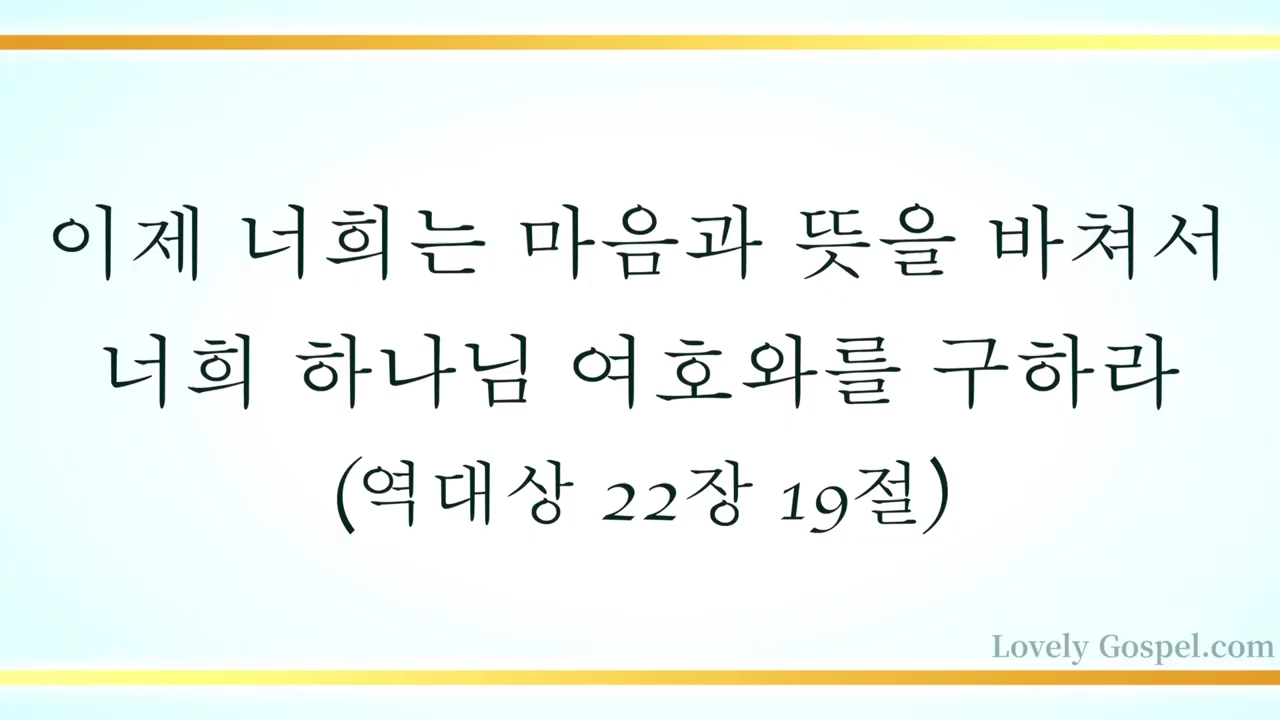 이제 너희는 마음과 뜻을 바쳐서
너희 하나님 여호와를 구하라
(역대상 22장 19절)
Lovely Gospel.com